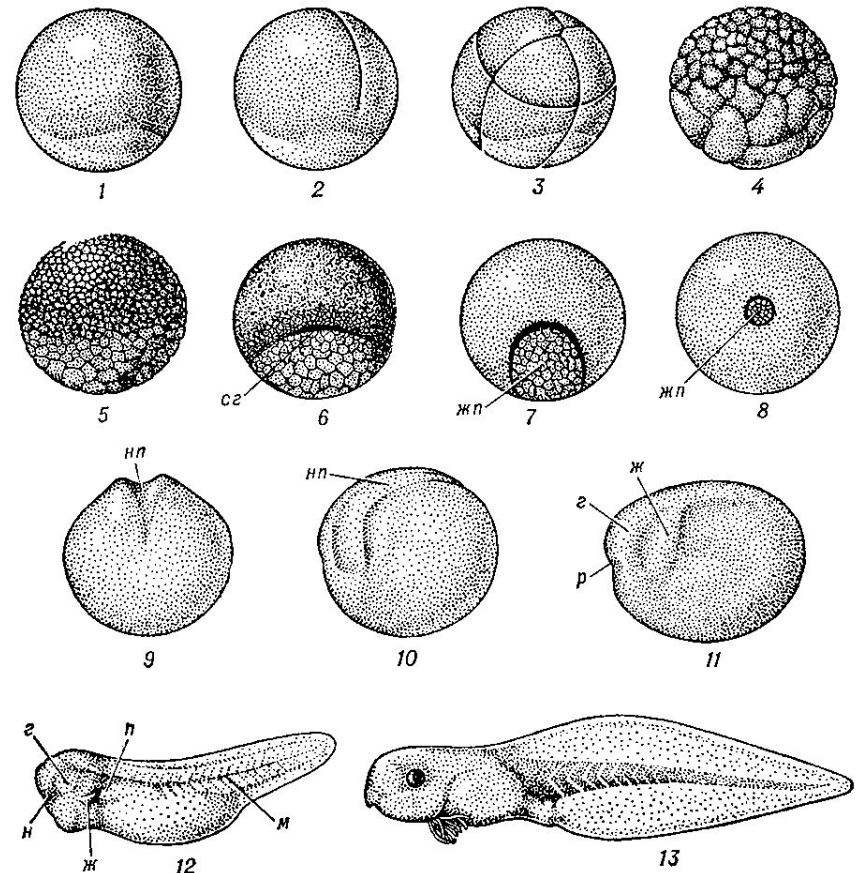 1 2 3 4
сг жп жп
5 6 7 8
нп нп ж
г
р
9 10 11
г п
н ж м
12 13